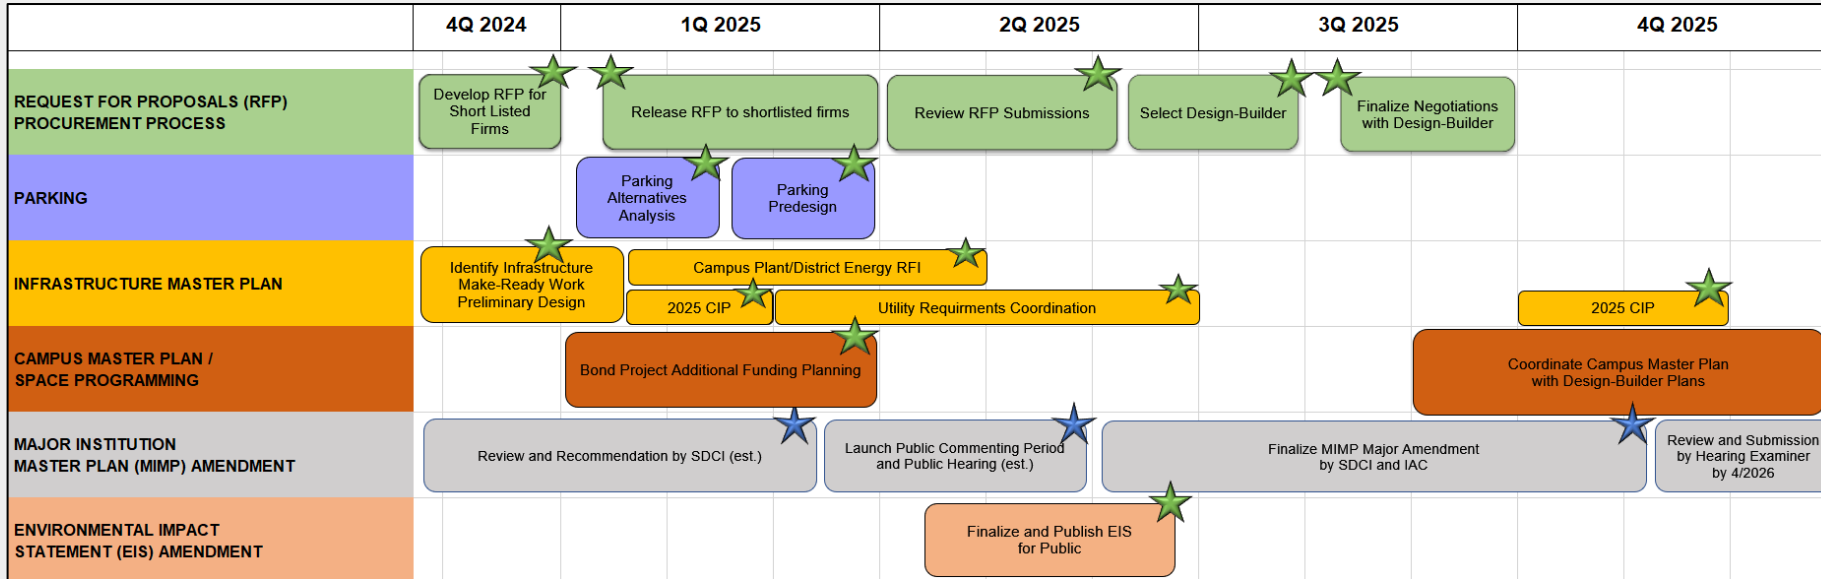 4Q 2024
1Q 2025
2Q 2025
3Q 2025
4Q 2025
REQUEST FOR PROPOSALS (RFP)
PROCUREMENT PROCESS
Develop RFP for
Short Listed
Firms
Release RFP to shortlisted firms
Review RFP Submissions
Select Design-Builder
Finalize Negotiations
with Design-Builder
PARKING
Parking
Alternatives
Analysis
Parking
Predesign
INFRASTRUCTURE MASTER PLAN
Identify Infrastructure
Make-Ready Work
Preliminary Design
Campus Plant/District Energy RFI
2025 CIP
Utility Requirments Coordination
2025 CIP
CAMPUS MASTER PLAN /
SPACE PROGRAMMING
Bond Project Additional Funding Planning
Coordinate Campus Master Plan
with Design-Builder Plans
MAJOR INSTITUTION
MASTER PLAN (MIMP) AMENDMENT
Review and Recommendation by SDCI (est.)
Launch Public Commenting Period
and Public Hearing (est.)
Finalize MIMP Major Amendment
by SDCI and IAC
Review and Submission
by Hearing Examiner
by 4/2026
ENVIRONMENTAL IMPACT
STATEMENT (EIS) AMENDMENT
Finalize and Publish EIS
for Public